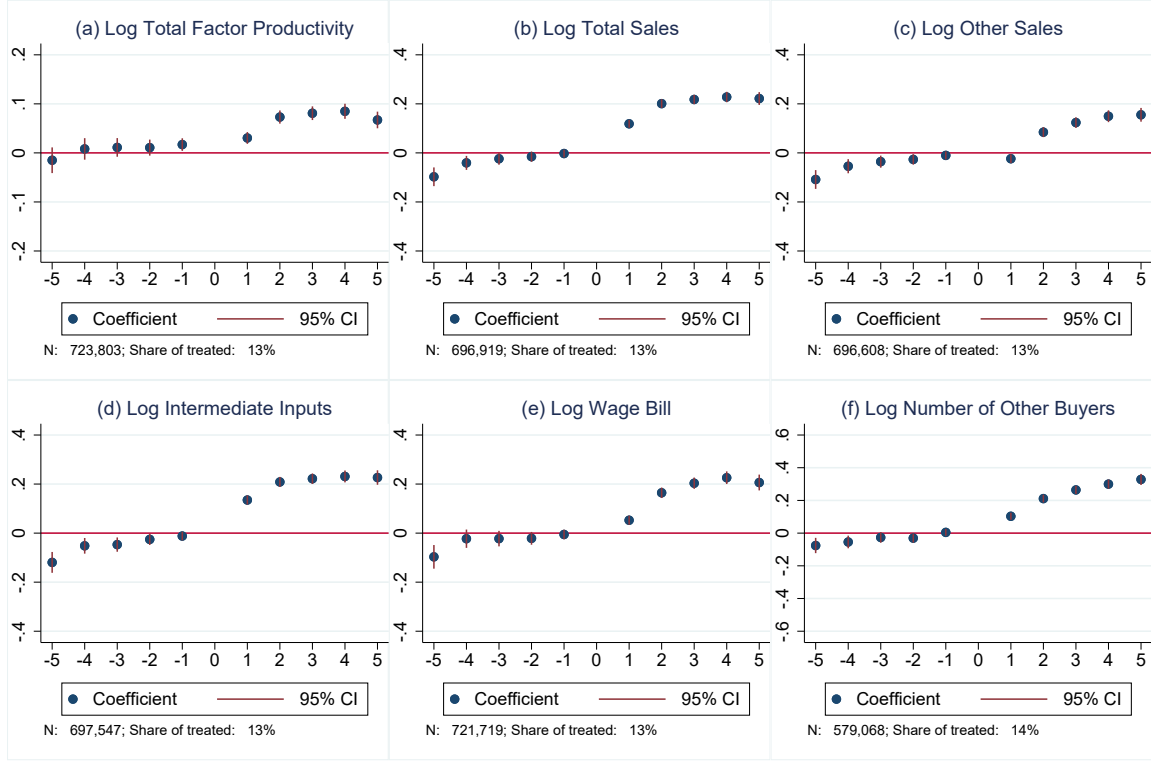 (a) Log Total Factor Productivity
.2
.1
0
-.1
-.2
-5 -4 -3 -2 -1 0 1 2 3 4 5
Coefficient 95% CI
N: 723,803; Share of treated: 13%
(b) Log Total Sales
.4
.2
0
-.2
-.4
-5 -4 -3 -2 -1 0 1 2 3 4 5
Coefficient 95% CI
N: 696,919; Share of treated: 13%
(c) Log Other Sales
.4
.2
0
-.2
-.4
-5 -4 -3 -2 -1 0 1 2 3 4 5
Coefficient 95% CI
N: 696,608; Share of treated: 13%
(d) Log Intermediate Inputs
.4
.2
0
-.2
-.4
-5 -4 -3 -2 -1 0 1 2 3 4 5
Coefficient 95% CI
N: 697,547; Share of treated: 13%
(e) Log Wage Bill
.4
.2
0
-.2
-.4
-5 -4 -3 -2 -1 0 1 2 3 4 5
Coefficient 95% CI
N: 721,719; Share of treated: 13%
(f) Log Number of Other Buyers
.6
.4
.2
0
-.2
-.4
-.6
-5 -4 -3 -2 -1 0 1 2 3 4 5
Coefficient 95% CI
N: 579,068; Share of treated: 14%